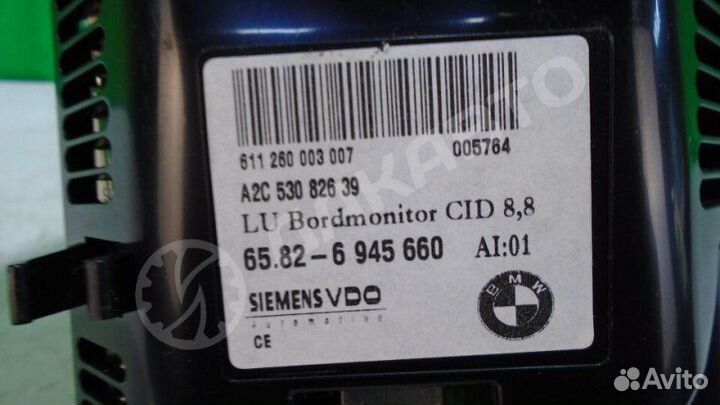 611 260 003 007 005764
A2C 530 826 39
LU Bordmonitor CID 8,8
65.82-6 945 660 AI:01
SIEMENS VDO
Automotive
CE
BMW
ЛИКАВТО
Avito